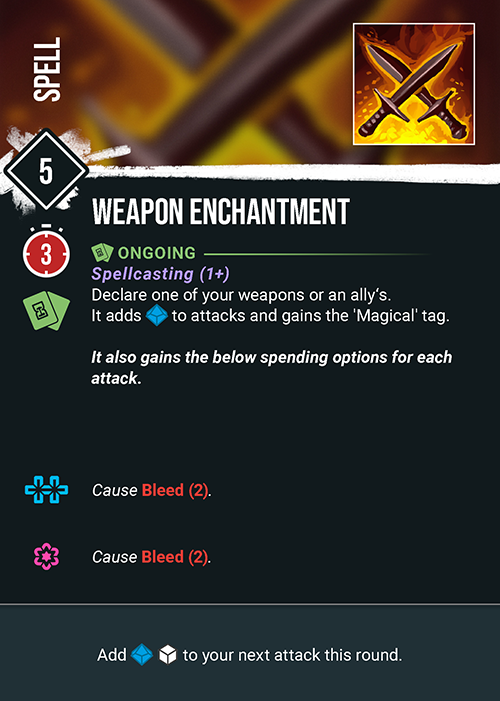 SPELL
5
WEAPON ENCHANTMENT
3
ONGOING
Spellcasting (1+)
Declare one of your weapons or an ally‘s.
It adds to attacks and gains the 'Magical' tag.
It also gains the below spending options for each
attack.
Cause Bleed (2).
Cause Bleed (2).
Add to your next attack this round.